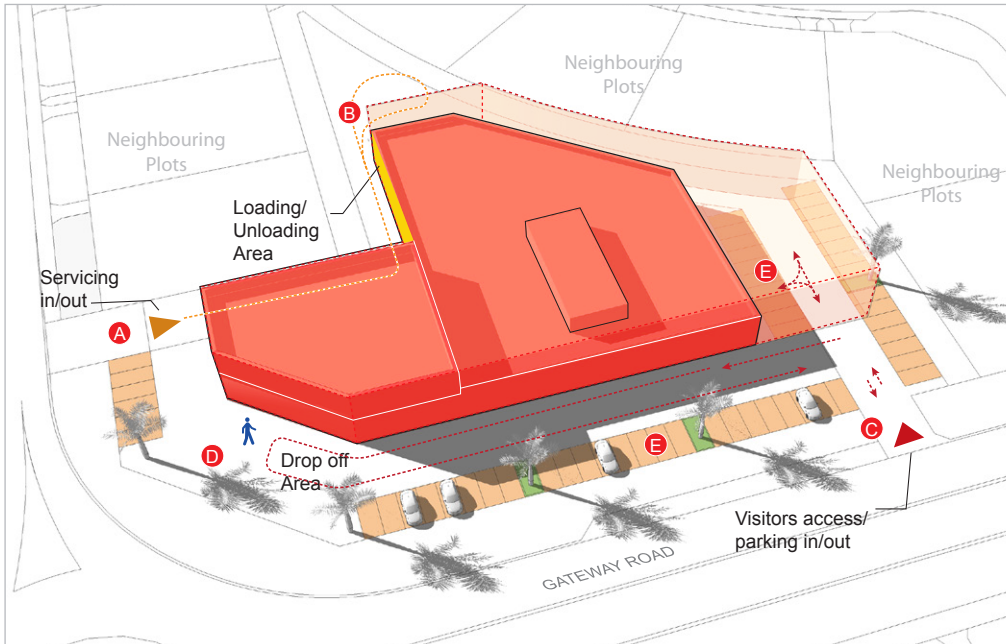 Neighbouring
Plots
B
Neighbouring
Plots
Neighbouring
Plots
Loading/
Unloading
Area
Servicing
in/out
E
A
C
D
Drop off
Area
E
Visitors access/
parking in/out
GATEWAY ROAD